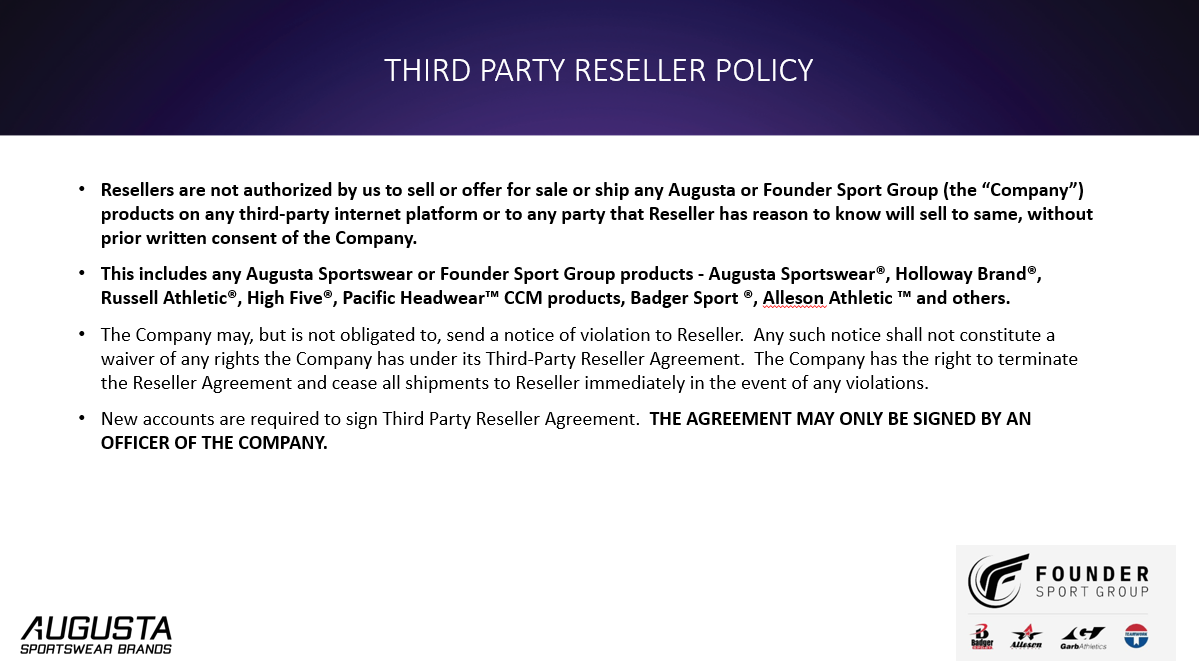 THIRD PARTY RESELLER POLICY
• Resellers are not authorized by us to sell or offer for sale or ship any Augusta or Founder Sport Group (the “Company”)
products on any third-party internet platform or to any party that Reseller has reason to know will sell to same, without
prior written consent of the Company.
• This includes any Augusta Sportswear or Founder Sport Group products - Augusta Sportswear®, Holloway Brand®,
Russell Athletic®, High Five®, Pacific Headwear™ CCM products, Badger Sport ®, Alleson Athletic ™ and others.
• The Company may, but is not obligated to, send a notice of violation to Reseller.  Any such notice shall not constitute a
waiver of any rights the Company has under its Third-Party Reseller Agreement.  The Company has the right to terminate
the Reseller Agreement and cease all shipments to Reseller immediately in the event of any violations.
• New accounts are required to sign Third Party Reseller Agreement.  THE AGREEMENT MAY ONLY BE SIGNED BY AN
OFFICER OF THE COMPANY.
AUGUSTA
SPORTSWEAR BRANDS
FOUNDER
SPORT GROUP
Badger
Alleson
GarbAthletics
TEAMWORK